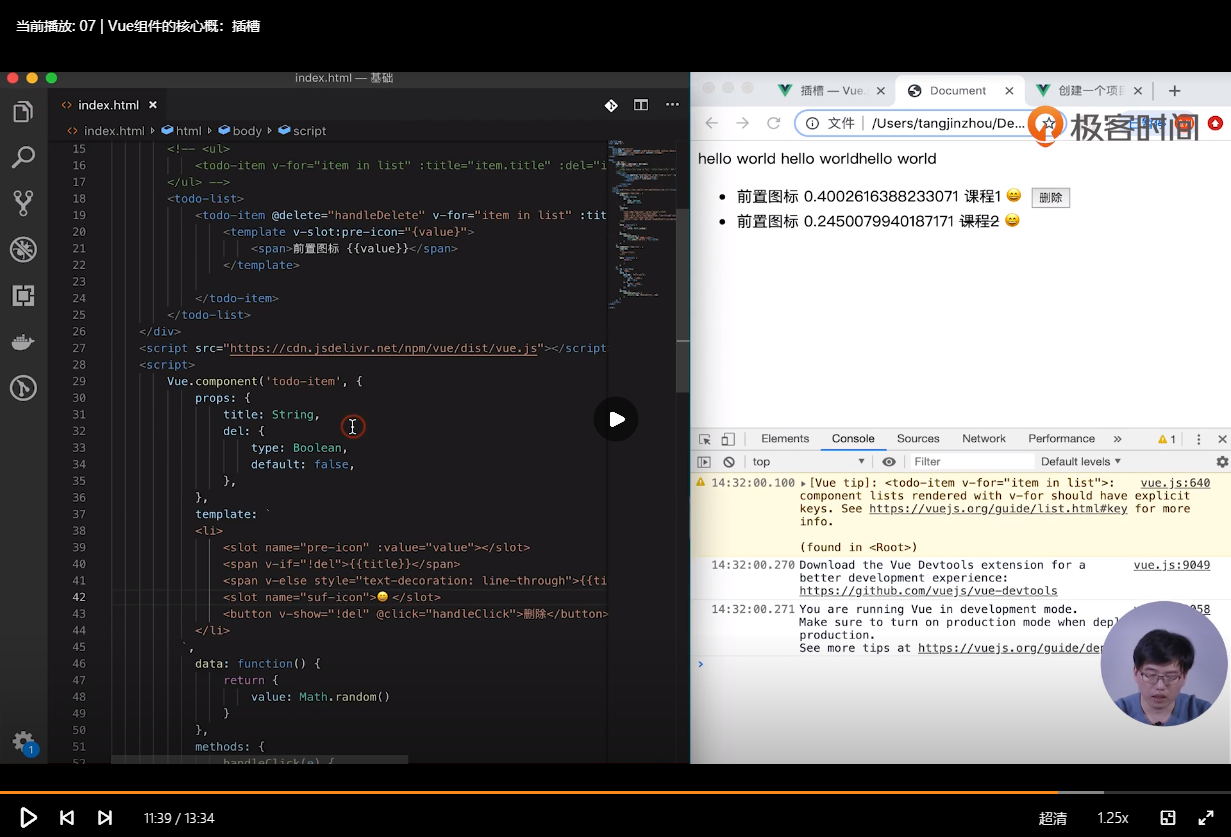 当前播放: 07 | Vue组件的核心概：插槽
index.html — 基础
index.html
index.html html body script
15 <!-- <ul>
16 <todo-item v-for="item in list" :title="item.title" :del="i
17 </ul> -->
18 <todo-list>
19 <todo-item @delete="handleDelete" v-for="item in list" :tit
20 <template v-slot:pre-icon="{value}">
21 <span>前置图标 {{value}}</span>
22 </template>
23
24 </todo-item>
25 </todo-list>
26 </div>
27 <script src="https://cdn.jsdelivr.net/npm/vue/dist/vue.js"></script
28 <script>
29 Vue.component('todo-item', {
30 props: {
31 title: String,
32 del: {
33 type: Boolean,
34 default: false,
35 },
36 },
37 template: `
38 <li>
39 <slot name="pre-icon" :value="value"></slot>
40 <span v-if="!del">{{title}}</span>
41 <span v-else style="text-decoration: line-through">{{ti
42 <slot name="suf-icon">😄</slot>
43 <button v-show="!del" @click="handleClick">删除</button>
44 </li>
45 `,
46 data: function() {
47 return {
48 value: Math.random()
49 }
50 },
51 methods: {
52 handleClick(e) {
1
插槽 — Vue. Document 创建一个项目
文件 /Users/tangjinzhou/De...
极客时间
hello world hello worldhello world
前置图标 0.4002616388233071 课程1 😄 删除
前置图标 0.2450079940187171 课程2 😄
Elements Console Sources Network Performance » 1
top Filter Default levels
14:32:00.100 [Vue tip]: <todo-item v-for="item in list">: vue.js:640
component lists rendered with v-for should have explicit
keys. See https://vuejs.org/guide/list.html#key for more
info.
(found in <Root>)
14:32:00.270 Download the Vue Devtools extension for a vue.js:9049
better development experience:
https://github.com/vuejs/vue-devtools
14:32:00.271 You are running Vue in development mode.
Make sure to turn on production mode when depl
production.
See more tips at https://vuejs.org/guide/dep
11:39 / 13:34 超清 1.25x